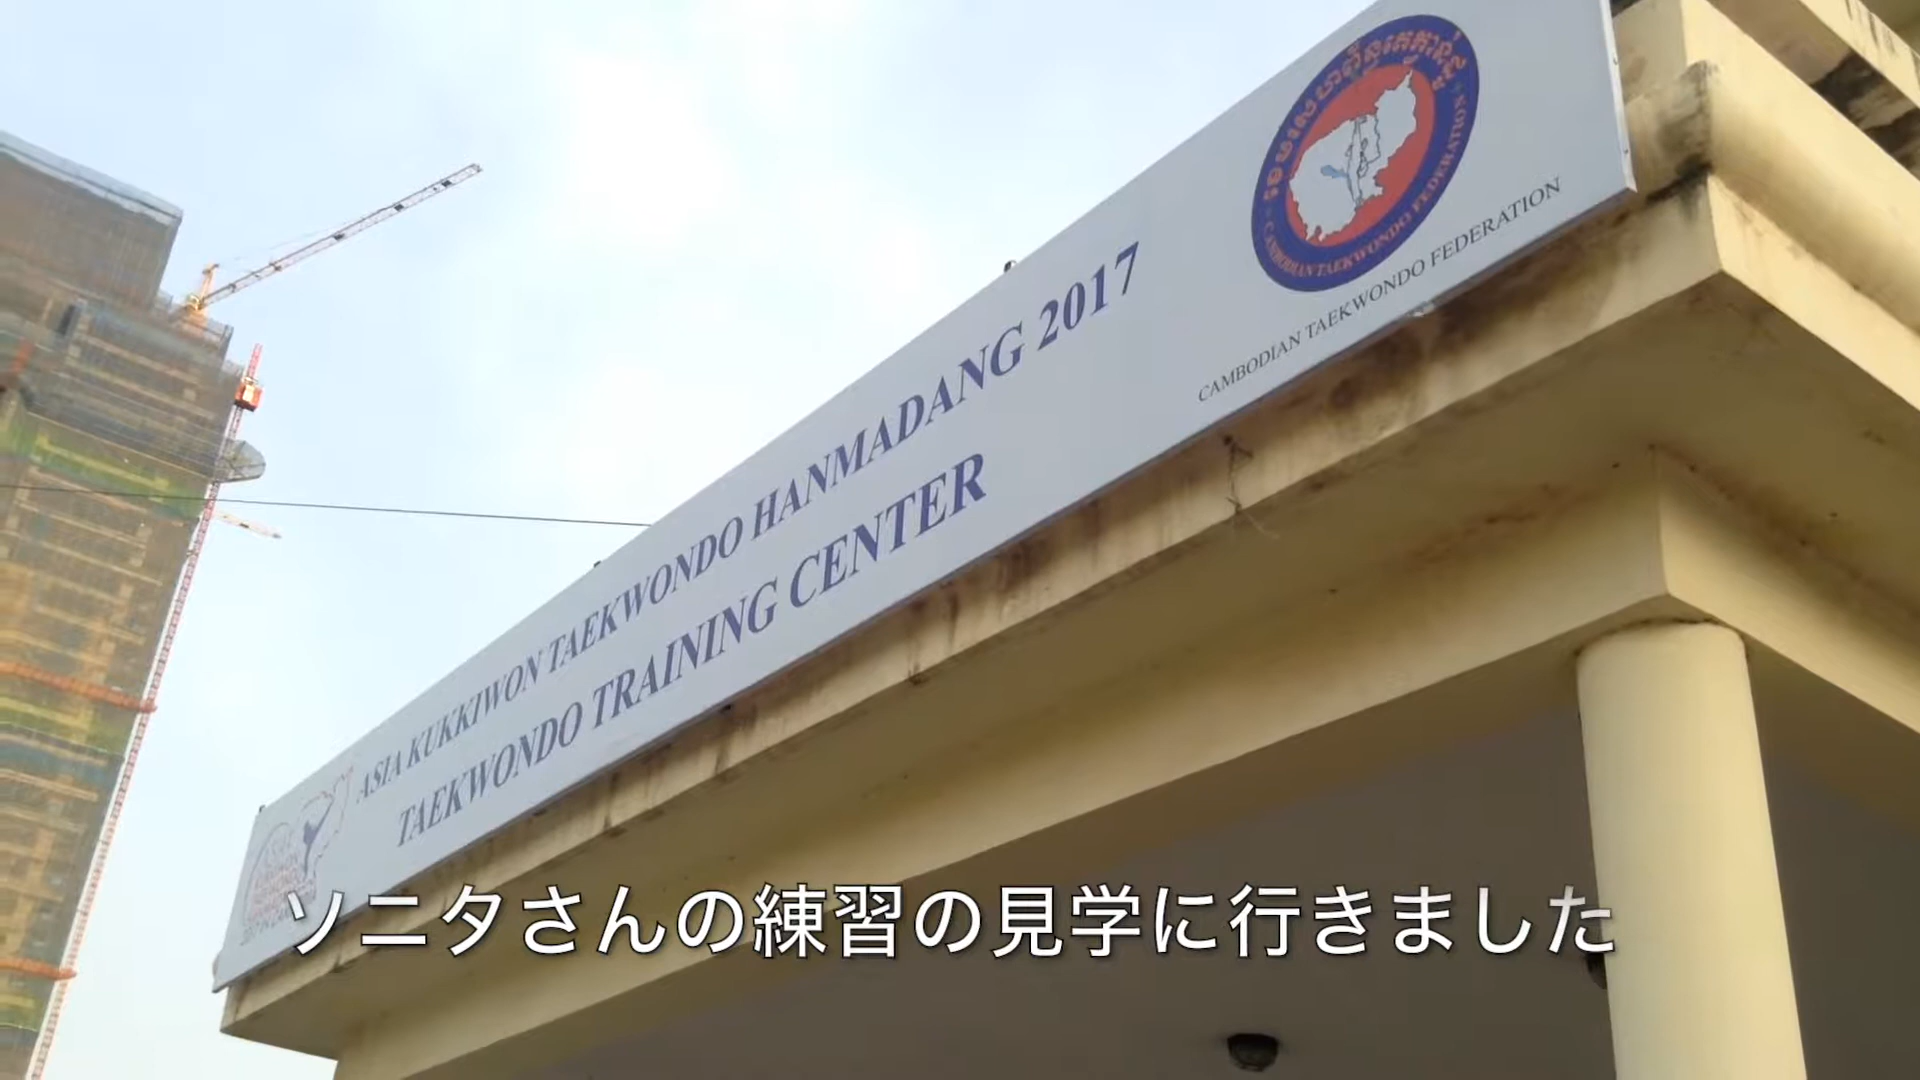 ASIA KUKKIWON TAEKWONDO HANMADANG 2017
TAEKWONDO TRAINING CENTER
CAMBODIAN TAEKWONDO FEDERATION
CAMBODIAN TAEKWONDO FEDERATION
ソニタさんの練習の見学に行きました